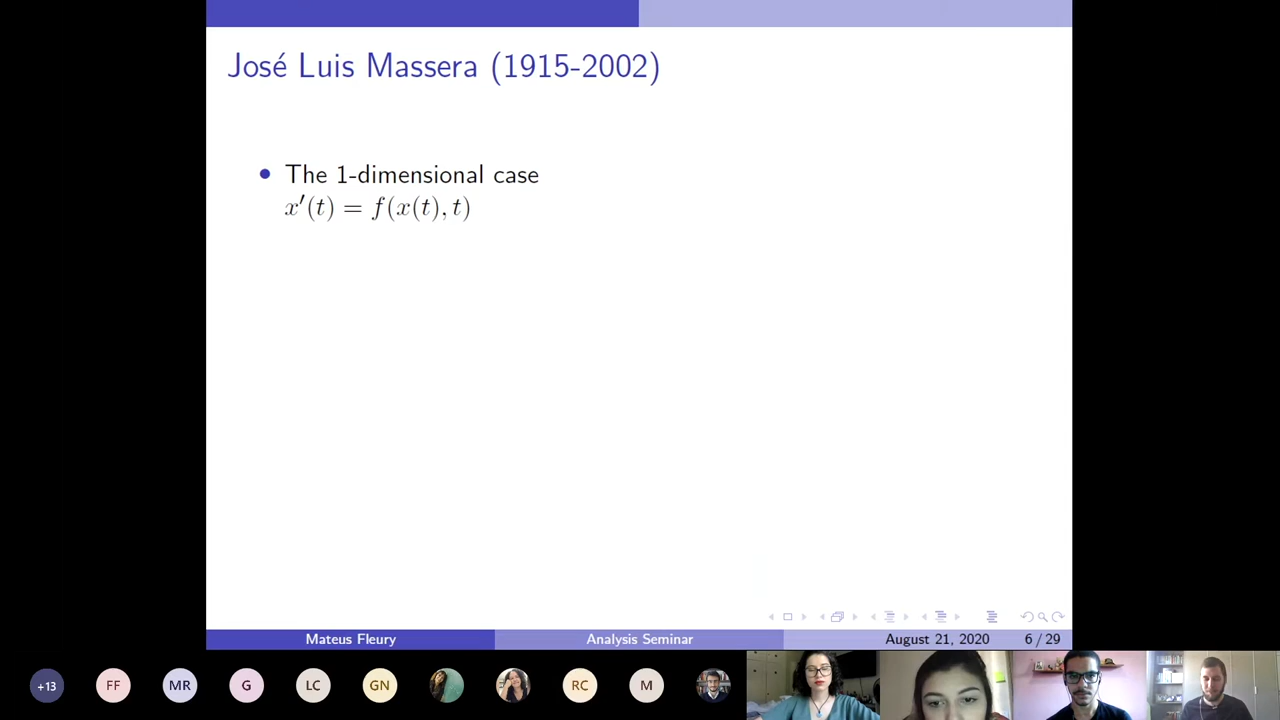 José Luis Massera (1915-2002)
• The 1-dimensional case
x′(t) = f(x(t), t)
Mateus Fleury Analysis Seminar August 21, 2020 6 / 29
+13 FF MR G LC GN RC M